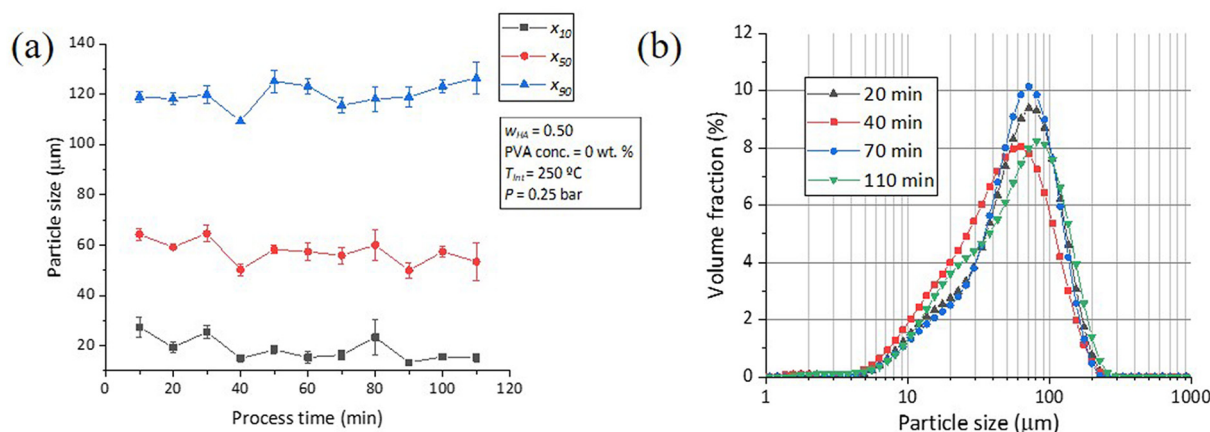 (a)
Particle size (μm)
140
120
100
80
60
40
20
0
20
40
60
80
100
120
Process time (min)
x10
x50
x90
wHA = 0.50
PVA conc. = 0 wt. %
TInt = 250 ºC
P = 0.25 bar
(b)
Volume fraction (%)
12
10
8
6
4
2
0
1
10
100
1000
Particle size (μm)
20 min
40 min
70 min
110 min